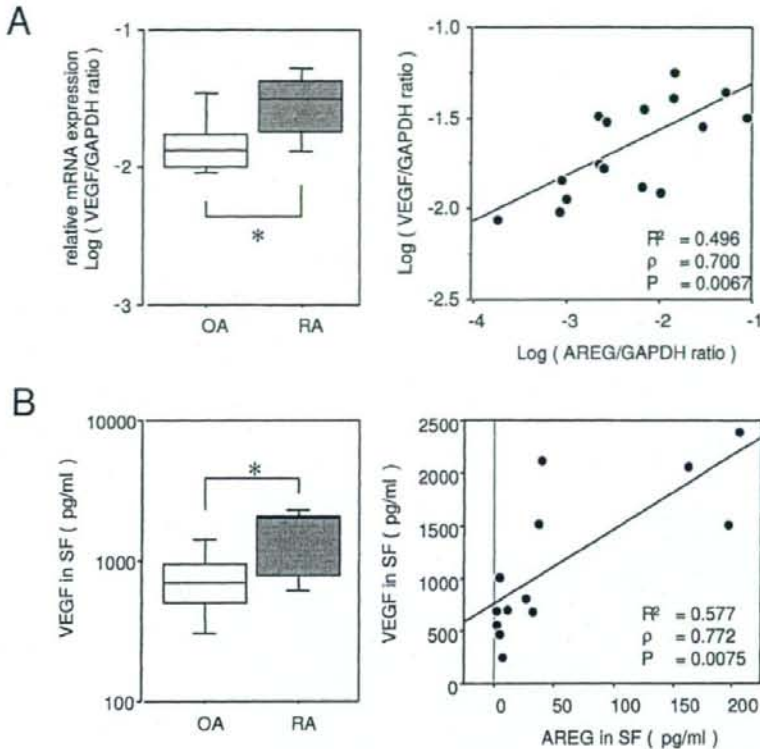 A
relative mRNA expression
Log ( VEGF/GAPDH ratio )
-1
-2
-3
OA
RA
*
Log ( VEGF/GAPDH ratio )
-1.0
-1.5
-2.0
-2.5
R² = 0.496
ρ = 0.700
P = 0.0067
-4
-3
-2
-1
Log ( AREG/GAPDH ratio )
B
VEGF in SF ( pg/ml )
10000
1000
100
*
OA
RA
VEGF in SF ( pg/ml )
2500
2000
1500
1000
500
0
R² = 0.577
ρ = 0.772
P = 0.0075
0
50
100
150
200
AREG in SF ( pg/ml )